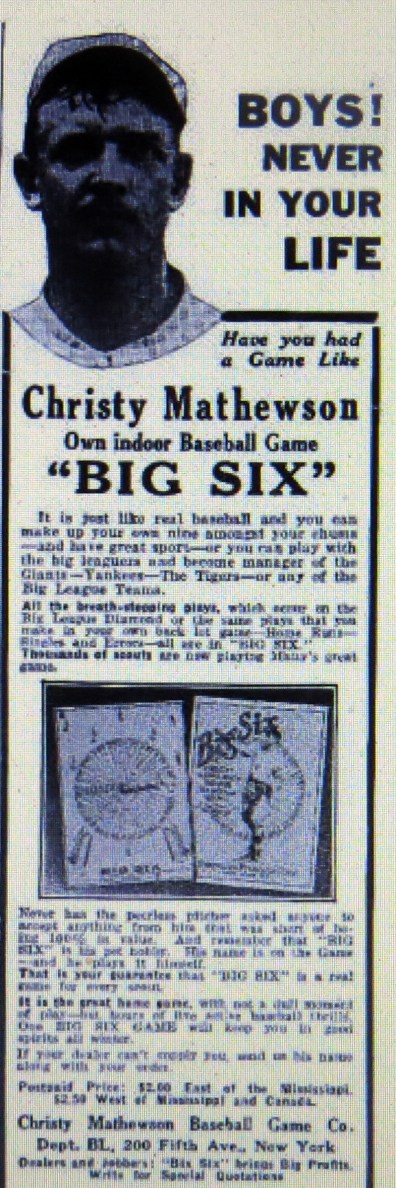 BOYS!
NEVER
IN YOUR
LIFE
Have you had
a Game Like
Christy Mathewson
Own indoor Baseball Game
"BIG SIX"
It is just like real baseball and you can
make up your own nine amongst your chums
—and have great sport—or you can play with
the big leaguers and become manager of the
Giants—Yankees—The Tigers—or any of the
Big League Teams.
All the breath-stopping plays, which occur on the
Big League Diamond or the same plays that you
make in your own back lot game—Home Runs—
Singles and Errors—all are in "BIG SIX."
Thousands of scouts are now playing Matty's great
game.
Big Six
BIG SIX
Never has the peerless pitcher asked anyone to
accept anything from him that was short of be-
ing 100% in value. And remember that "BIG
SIX" is his pet hobby. His name is on the Game
—and he plays it himself.
That is your guarantee that "BIG SIX" is a real
game for every scout.
It is the great home game, with not a dull moment
of play—but hours of live active baseball thrills.
One BIG SIX GAME will keep you in good
spirits all winter.
If your dealer can't supply you, send us his name
along with your order.
Postpaid Price: $2.00 East of the Mississippi.
$2.50 West of Mississippi and Canada.
Christy Mathewson Baseball Game Co.
Dept. BL, 200 Fifth Ave., New York
Dealers and Jobbers: "Big Six" brings Big Profits.
Write for Special Quotations